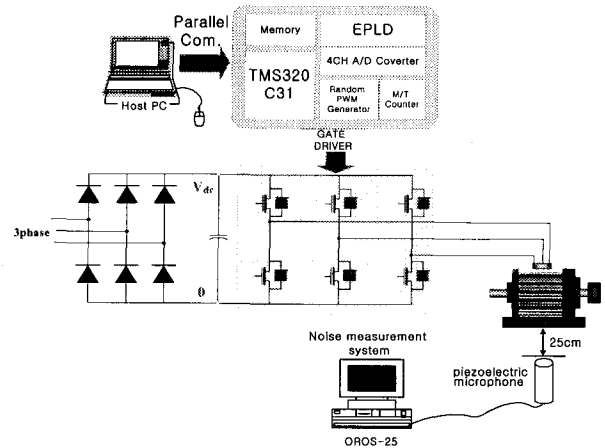 Parallel
Com.
Host PC
Memory
EPLD
TMS320
C31
4CH A/D Coverter
Random
PWM
Generator
M/T
Counter
GATE
DRIVER
Vdc
3phase
0
25cm
Noise measurement
system
piezoelectric
microphone
OROS-25